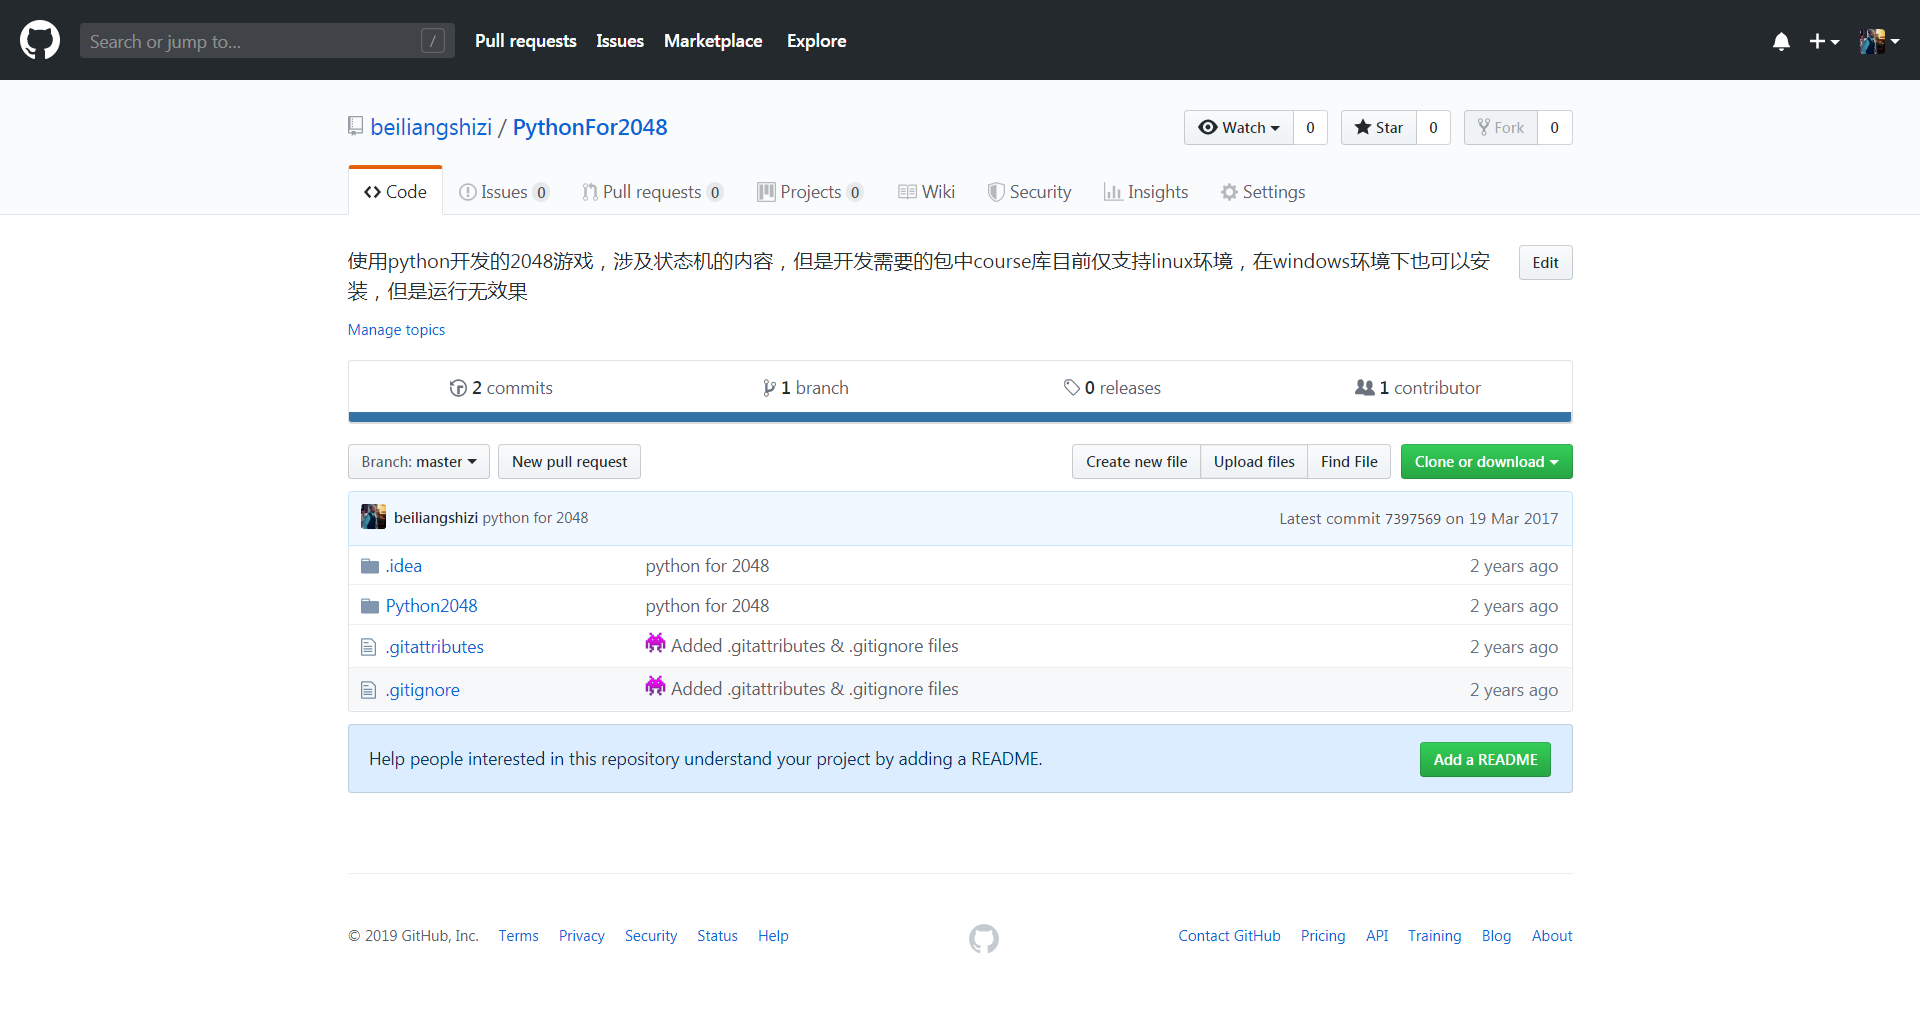 Search or jump to... / Pull requests Issues Marketplace Explore
beiliangshizi / PythonFor2048 Watch 0 Star 0 Fork 0
Code Issues 0 Pull requests 0 Projects 0 Wiki Security Insights Settings
使用python开发的2048游戏，涉及状态机的内容，但是开发需要的包中course库目前仅支持linux环境，在windows环境下也可以安 Edit
装，但是运行无效果
Manage topics
2 commits 1 branch 0 releases 1 contributor
Branch: master New pull request Create new file Upload files Find File Clone or download
beiliangshizi python for 2048 Latest commit 7397569 on 19 Mar 2017
.idea python for 2048 2 years ago
Python2048 python for 2048 2 years ago
.gitattributes Added .gitattributes & .gitignore files 2 years ago
.gitignore Added .gitattributes & .gitignore files 2 years ago
Help people interested in this repository understand your project by adding a README. Add a README
© 2019 GitHub, Inc. Terms Privacy Security Status Help Contact GitHub Pricing API Training Blog About